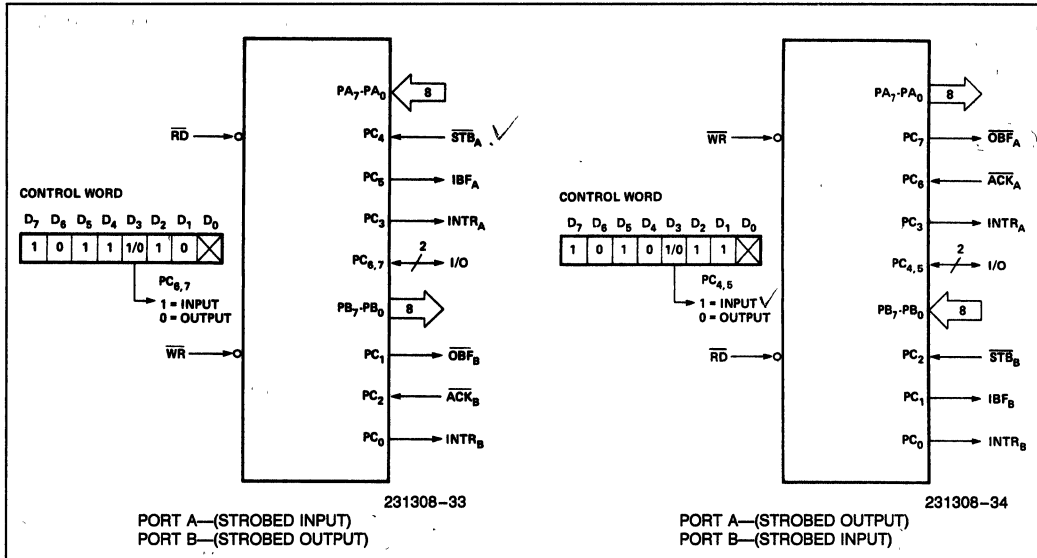 PA7-PA0
8
RD
PC4
STBA
PC5
IBFA
CONTROL WORD
D7 D6 D5 D4 D3 D2 D1 D0
1 0 1 1 1/0 1 0 X
PC3
INTRA
PC6,7
2
I/O
PC6,7
1 = INPUT
0 = OUTPUT
PB7-PB0
8
WR
PC1
OBFB
PC2
ACKB
PC0
INTRB
231308-33
PORT A—(STROBED INPUT)
PORT B—(STROBED OUTPUT)
PA7-PA0
8
WR
PC7
OBFA
PC6
ACKA
CONTROL WORD
D7 D6 D5 D4 D3 D2 D1 D0
1 0 1 0 1/0 1 1 X
PC3
INTRA
PC4,5
2
I/O
PC4,5
1 = INPUT
0 = OUTPUT
PB7-PB0
8
RD
PC2
STBB
PC1
IBFB
PC0
INTRB
231308-34
PORT A—(STROBED OUTPUT)
PORT B—(STROBED INPUT)